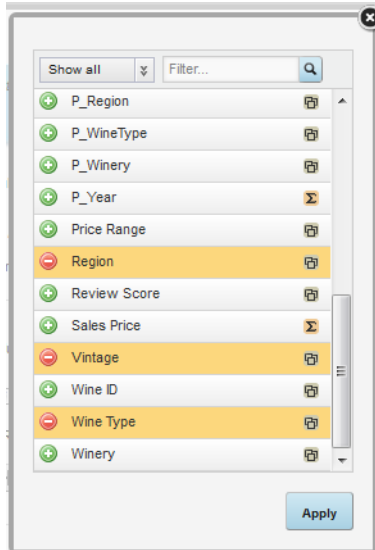 Show all Filter...
P_Region
P_WineType
P_Winery
P_Year Σ
Price Range
Region
Review Score
Sales Price Σ
Vintage
Wine ID
Wine Type
Winery
Apply